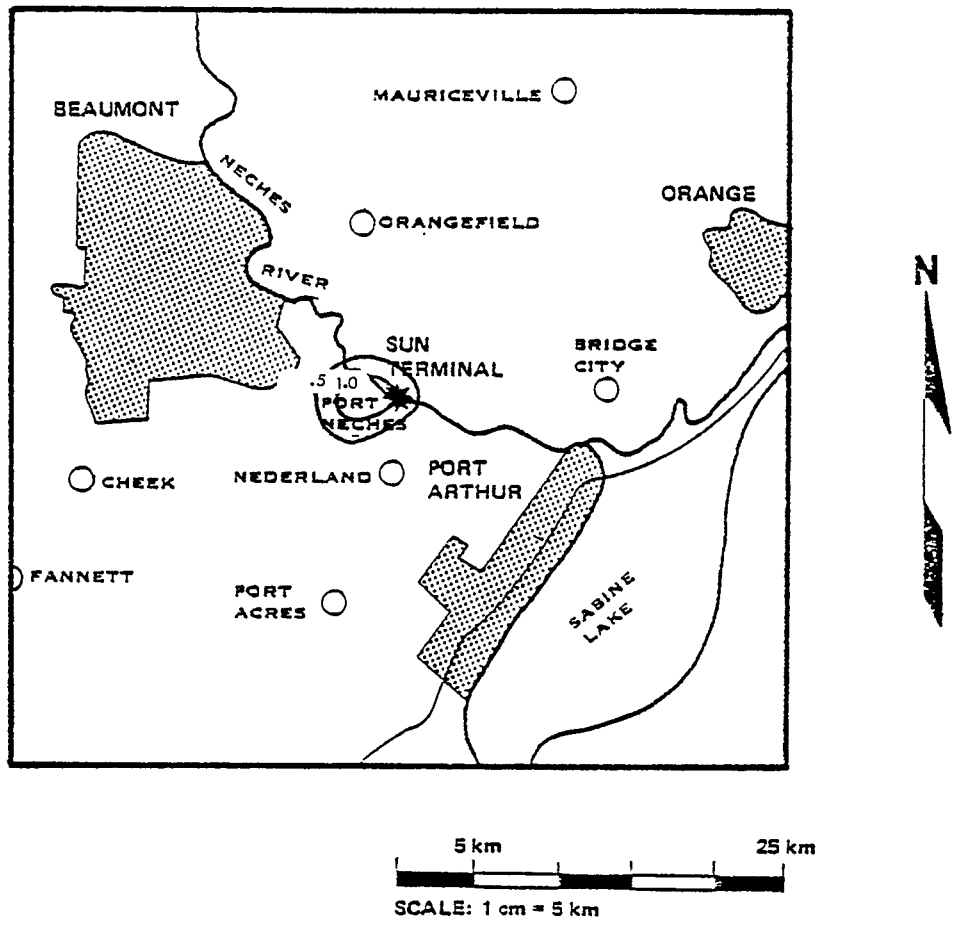 MAURICEVILLE
BEAUMONT
NECHES
ORANGE
ORANGEFIELD
RIVER
N
SUN
TERMINAL
BRIDGE
CITY
.5 1.0
PORT
NECHES
CHEEK
NEDERLAND
PORT
ARTHUR
FANNETT
PORT
ACRES
SABINE
LAKE
5 km 25 km
SCALE: 1 cm = 5 km